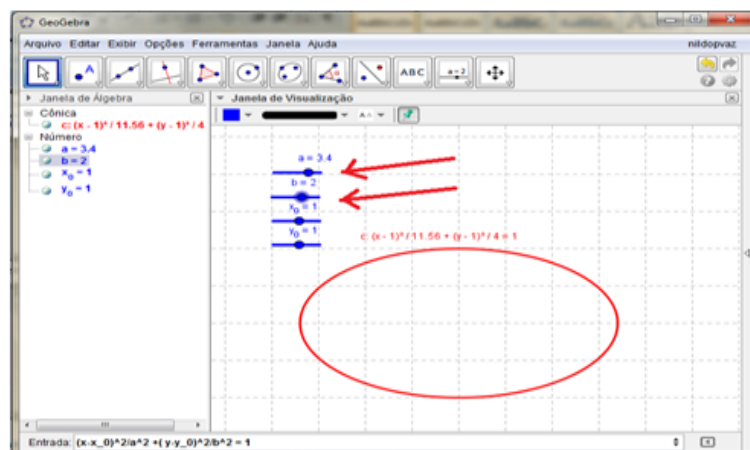 GeoGebra
Arquivo Editar Exibir Opções Ferramentas Janela Ajuda
nildopvaz
A
ABC
a=2
Janela de Álgebra
Janela de Visualização
Cônica
c: (x - 1)² / 11.56 + (y - 1)² / 4
Número
a = 3.4
b = 2
x₀ = 1
y₀ = 1
a = 3.4
b = 2
x₀ = 1
y₀ = 1
c: (x - 1)² / 11.56 + (y - 1)² / 4 = 1
Entrada: (x-x_0)^2/a^2 +( y-y_0)^2/b^2 = 1